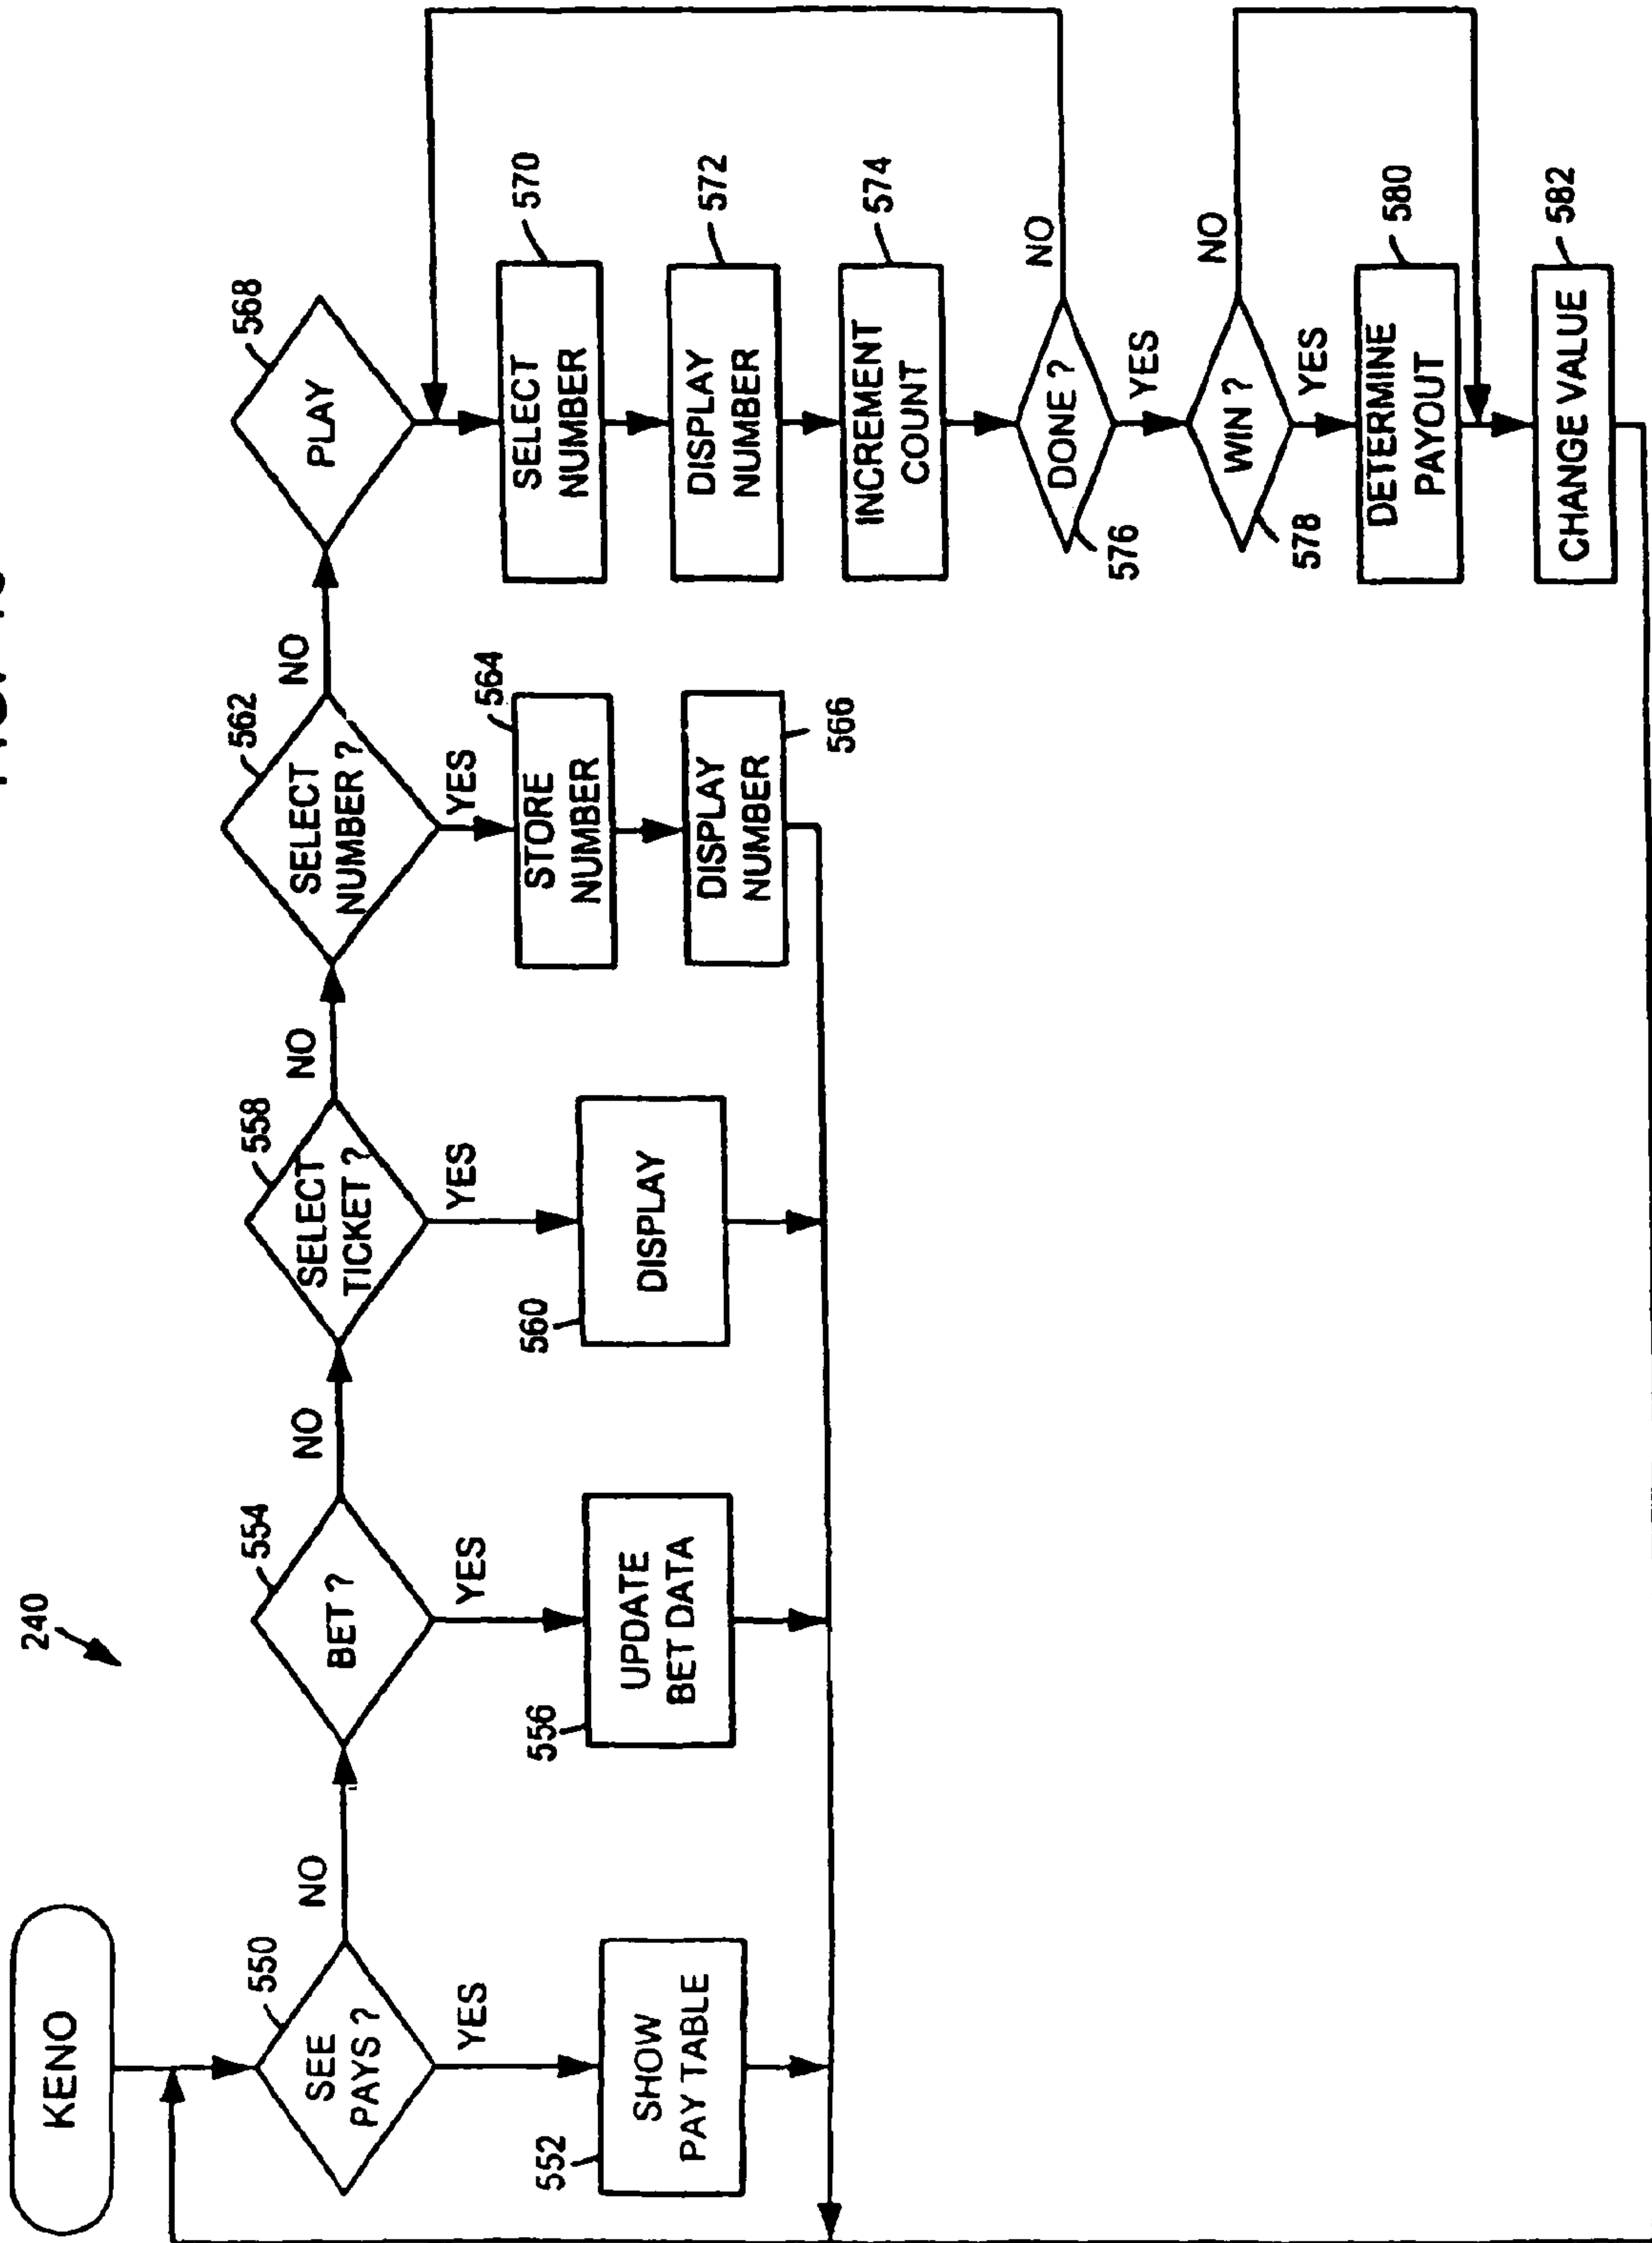 240
KENO
SEE
PAYS ?
550
NO
YES
SHOW
PAY TABLE
552
BET ?
554
NO
YES
UPDATE
BET DATA
556
SELECT
TICKET ?
558
NO
YES
DISPLAY
560
SELECT
NUMBER ?
562
NO
YES
STORE
NUMBER
564
DISPLAY
NUMBER
566
PLAY
568
SELECT
NUMBER
570
DISPLAY
NUMBER
572
INCREMENT
COUNT
574
DONE ?
576
NO
YES
WIN ?
578
NO
YES
DETERMINE
PAYOUT
580
CHANGE VALUE
582